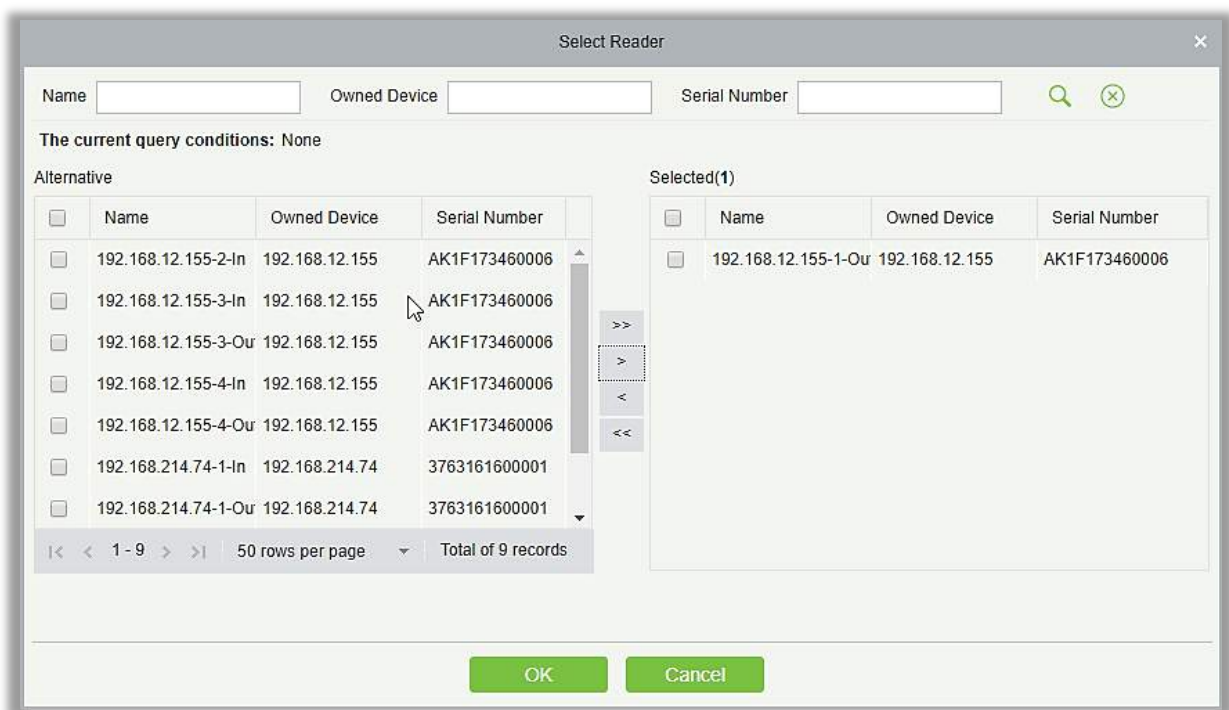 Select Reader ×
Name Owned Device Serial Number
The current query conditions: None
Alternative Selected(1)
Name Owned Device Serial Number Name Owned Device Serial Number
192.168.12.155-2-In 192.168.12.155 AK1F173460006 192.168.12.155-1-Ou 192.168.12.155 AK1F173460006
192.168.12.155-3-In 192.168.12.155 AK1F173460006
>>
192.168.12.155-3-Ou 192.168.12.155 AK1F173460006
>
192.168.12.155-4-In 192.168.12.155 AK1F173460006
<
192.168.12.155-4-Ou 192.168.12.155 AK1F173460006
<<
192.168.214.74-1-In 192.168.214.74 3763161600001
192.168.214.74-1-Ou 192.168.214.74 3763161600001
|< < 1 - 9 > >| 50 rows per page Total of 9 records
OK Cancel